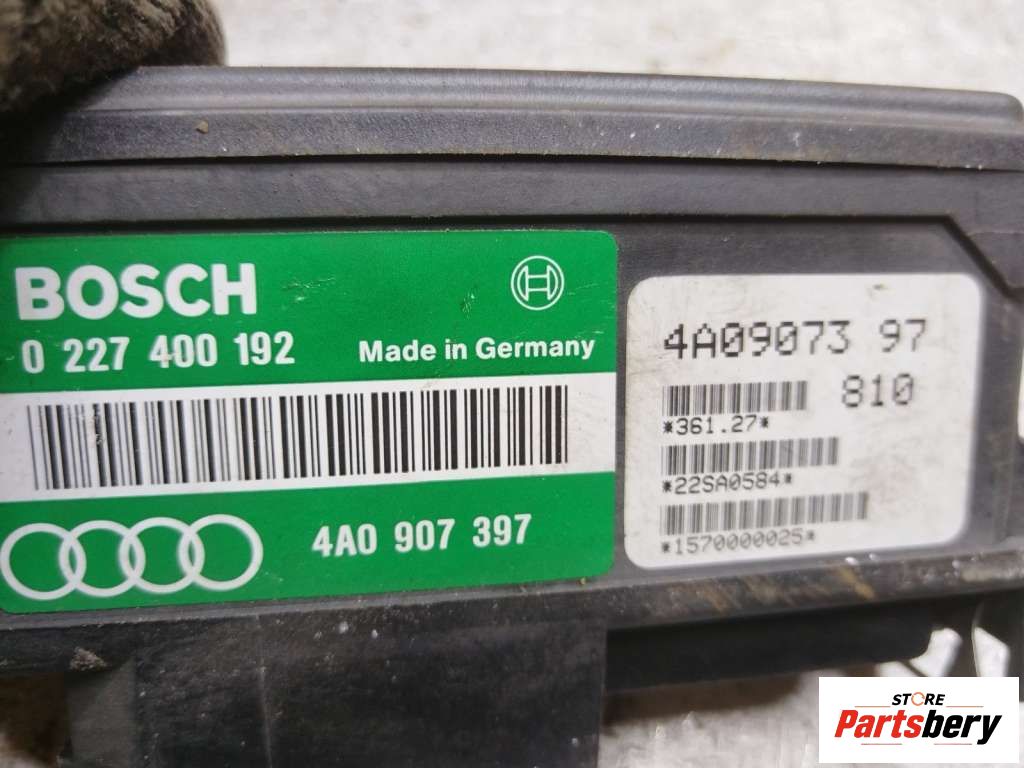 BOSCH
0 227 400 192
Made in Germany
4A0 907 397
4A09073 97
810
*361.27*
*22SA0584*
*1570000025*
STORE
Partsbery